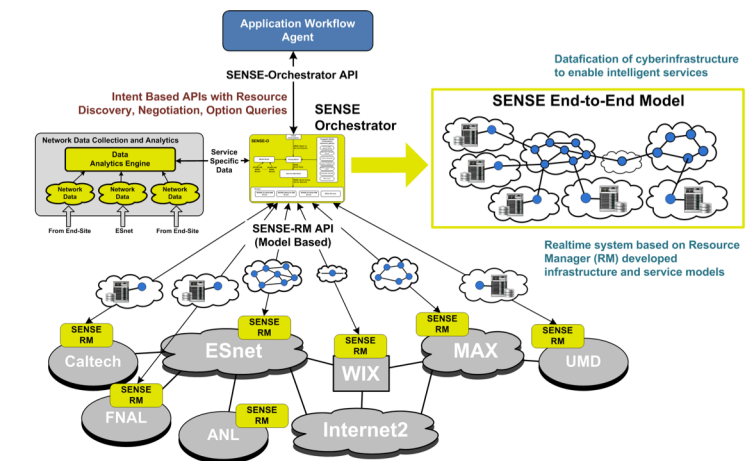 Application Workflow
Agent
SENSE-Orchestrator API
Intent Based APIs with Resource
Discovery, Negotiation, Option Queries
SENSE
Orchestrator
Datafication of cyberinfrastructure
to enable intelligent services
SENSE End-to-End Model
Network Data Collection and Analytics
Data
Analytics Engine
Network
Data
Network
Data
Network
Data
From End-Site
ESnet
From End-Site
Service
Specific
Data
SENSE-O
SENSE-RM API
(Model Based)
Realtime system based on Resource
Manager (RM) developed
infrastructure and service models
SENSE
RM
Caltech
SENSE
RM
ESnet
SENSE
RM
WIX
SENSE
RM
MAX
SENSE
RM
UMD
SENSE
RM
FNAL
SENSE
RM
ANL
Internet2